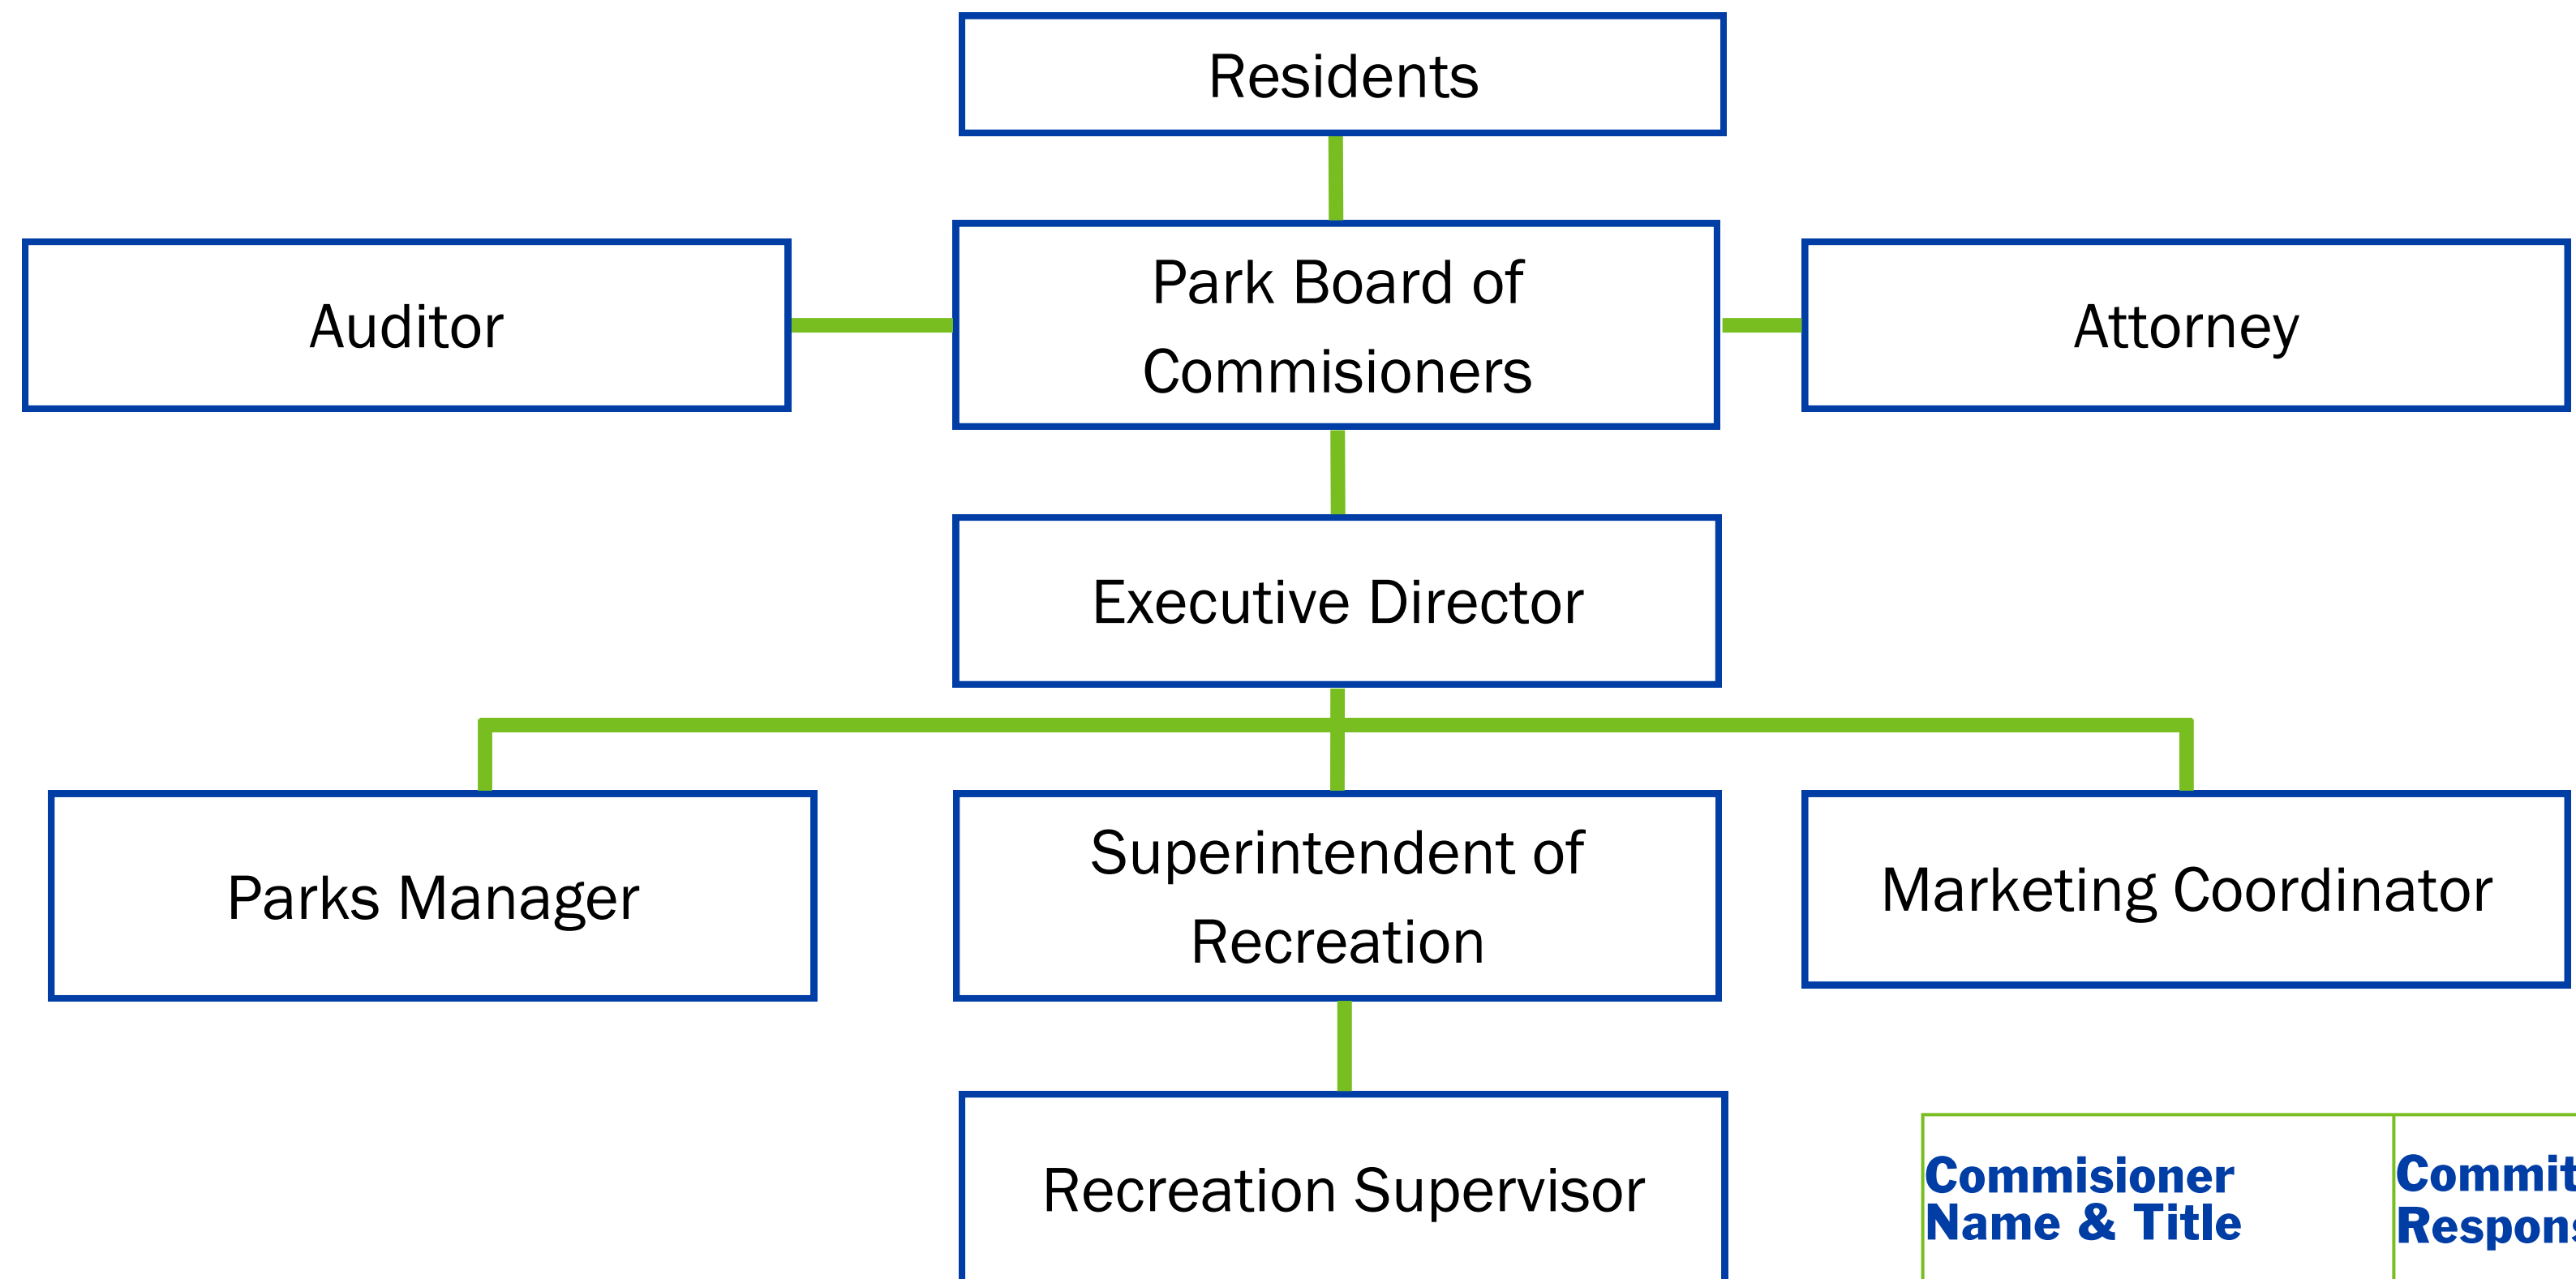 Residents
Auditor
Park Board of
Commisioners
Attorney
Executive Director
Parks Manager
Superintendent of
Recreation
Marketing Coordinator
Recreation Supervisor
Commisioner
Name & Title